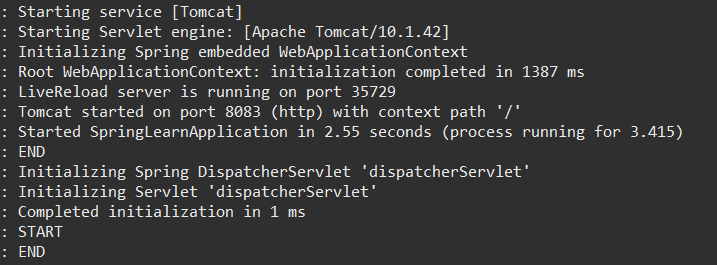 : Starting service [Tomcat]
: Starting Servlet engine: [Apache Tomcat/10.1.42]
: Initializing Spring embedded WebApplicationContext
: Root WebApplicationContext: initialization completed in 1387 ms
: LiveReload server is running on port 35729
: Tomcat started on port 8083 (http) with context path '/'
: Started SpringLearnApplication in 2.55 seconds (process running for 3.415)
: END
: Initializing Spring DispatcherServlet 'dispatcherServlet'
: Initializing Servlet 'dispatcherServlet'
: Completed initialization in 1 ms
: START
: END